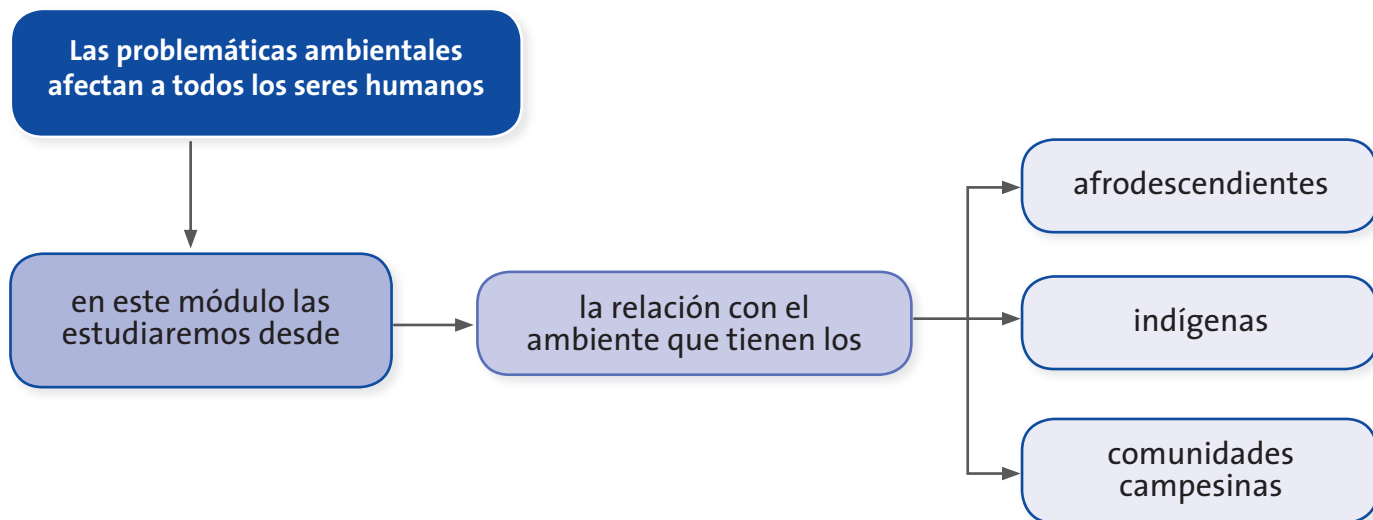 Las problemáticas ambientales
afectan a todos los seres humanos
en este módulo las
estudiaremos desde
la relación con el
ambiente que tienen los
afrodescendientes
indígenas
comunidades
campesinas